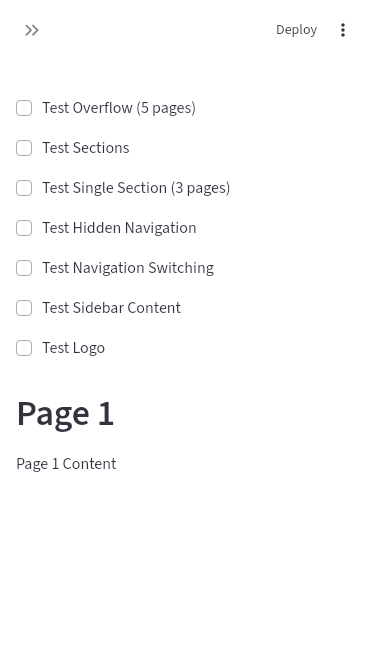 Deploy
Test Overflow (5 pages)
Test Sections
Test Single Section (3 pages)
Test Hidden Navigation
Test Navigation Switching
Test Sidebar Content
Test Logo
Page 1
Page 1 Content